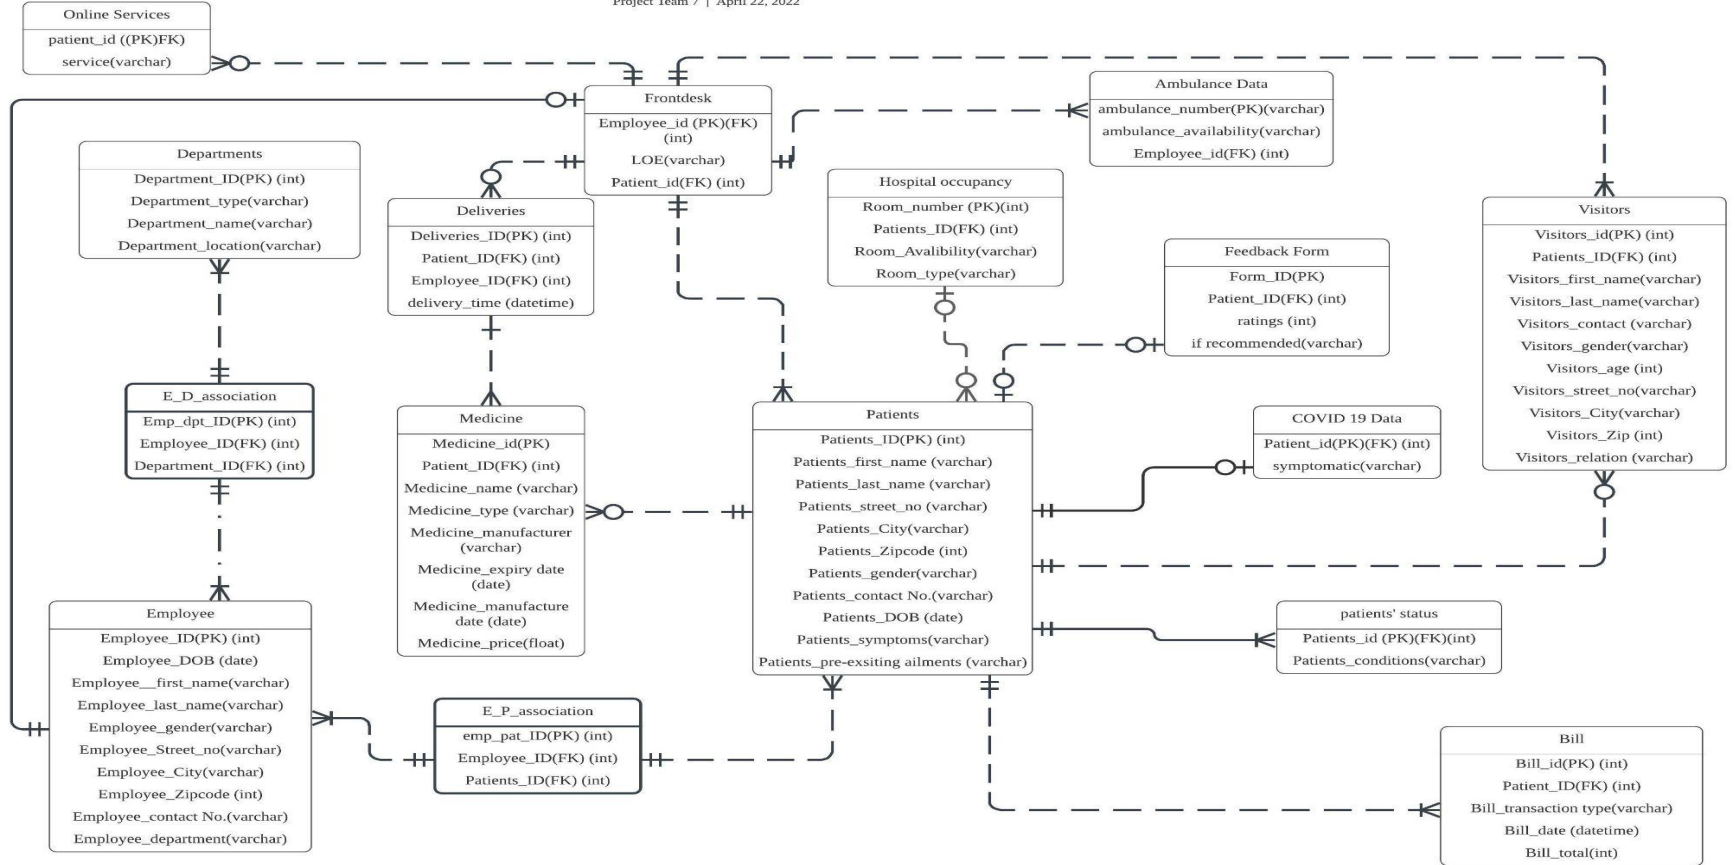 Project Team 7 | April 22, 2022
Online Services
patient_id ((PK)FK)
service(varchar)
Frontdesk
Employee_id (PK)(FK)
(int)
LOE(varchar)
Patient_id(FK) (int)
Ambulance Data
ambulance_number(PK)(varchar)
ambulance_availability(varchar)
Employee_id(FK) (int)
Departments
Department_ID(PK) (int)
Department_type(varchar)
Department_name(varchar)
Department_location(varchar)
Deliveries
Deliveries_ID(PK) (int)
Patient_ID(FK) (int)
Employee_ID(FK) (int)
delivery_time (datetime)
Hospital occupancy
Room_number (PK)(int)
Patients_ID(FK) (int)
Room_Avalibility(varchar)
Room_type(varchar)
Feedback Form
Form_ID(PK)
Patient_ID(FK) (int)
ratings (int)
if recommended(varchar)
Visitors
Visitors_id(PK) (int)
Patients_ID(FK) (int)
Visitors_first_name(varchar)
Visitors_last_name(varchar)
Visitors_contact (varchar)
Visitors_gender(varchar)
Visitors_age (int)
Visitors_street_no(varchar)
Visitors_City(varchar)
Visitors_Zip (int)
Visitors_relation (varchar)
E_D_association
Emp_dpt_ID(PK) (int)
Employee_ID(FK) (int)
Department_ID(FK) (int)
Medicine
Medicine_id(PK)
Patient_ID(FK) (int)
Medicine_name (varchar)
Medicine_type (varchar)
Medicine_manufacturer
(varchar)
Medicine_expiry date
(date)
Medicine_manufacture
date (date)
Medicine_price(float)
Patients
Patients_ID(PK) (int)
Patients_first_name (varchar)
Patients_last_name (varchar)
Patients_street_no (varchar)
Patients_City(varchar)
Patients_Zipcode (int)
Patients_gender(varchar)
Patients_contact No.(varchar)
Patients_DOB (date)
Patients_symptoms(varchar)
Patients_pre-exsiting ailments (varchar)
COVID 19 Data
Patient_id(PK)(FK) (int)
symptomatic(varchar)
patients' status
Patients_id (PK)(FK)(int)
Patients_conditions(varchar)
Employee
Employee_ID(PK) (int)
Employee_DOB (date)
Employee__first_name(varchar)
Employee_last_name(varchar)
Employee_gender(varchar)
Employee_Street_no(varchar)
Employee_City(varchar)
Employee_Zipcode (int)
Employee_contact No.(varchar)
Employee_department(varchar)
E_P_association
emp_pat_ID(PK) (int)
Employee_ID(FK) (int)
Patients_ID(FK) (int)
Bill
Bill_id(PK) (int)
Patient_ID(FK) (int)
Bill_transaction type(varchar)
Bill_date (datetime)
Bill_total(int)